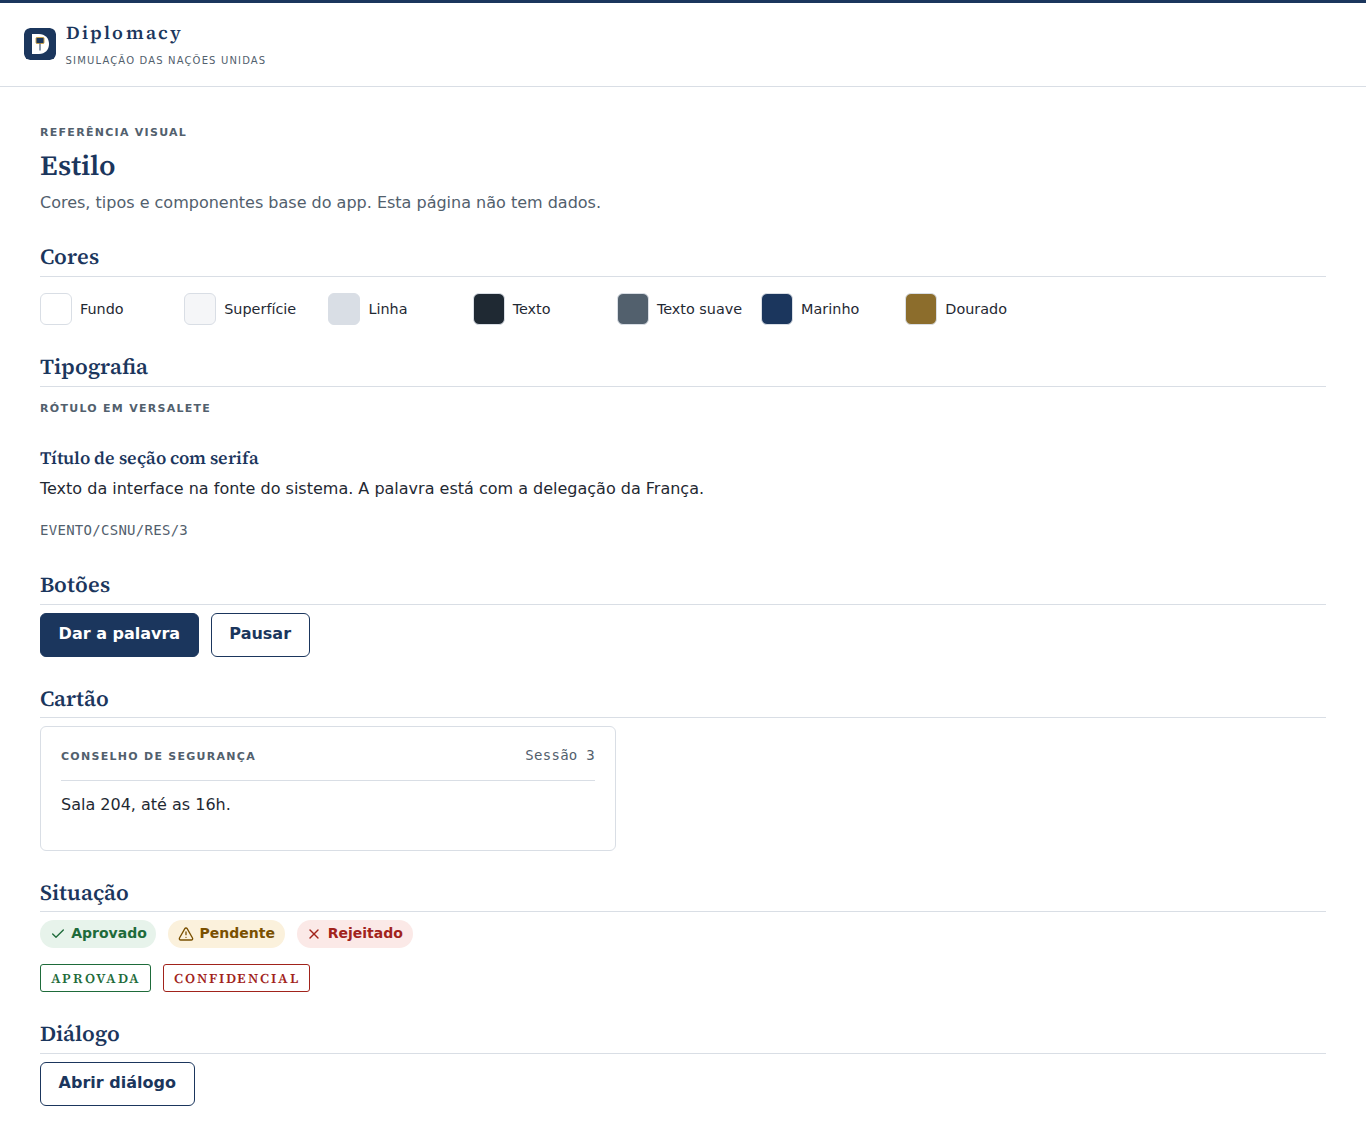 Diplomacy
SIMULAÇÃO DAS NAÇÕES UNIDAS
REFERÊNCIA VISUAL
Estilo
Cores, tipos e componentes base do app. Esta página não tem dados.
Cores
Fundo Superfície Linha Texto Texto suave Marinho Dourado
Tipografia
RÓTULO EM VERSALETE
Título de seção com serifa
Texto da interface na fonte do sistema. A palavra está com a delegação da França.
EVENTO/CSNU/RES/3
Botões
Dar a palavra Pausar
Cartão
CONSELHO DE SEGURANÇA Sessão 3
Sala 204, até as 16h.
Situação
Aprovado Pendente Rejeitado
APROVADA CONFIDENCIAL
Diálogo
Abrir diálogo